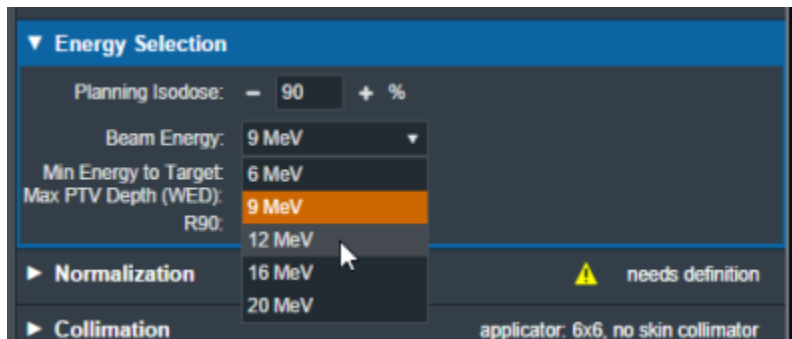 ▼ Energy Selection
Planning Isodose: − 90 + %
Beam Energy: 9 MeV ▼
Min Energy to Target: 6 MeV
Max PTV Depth (WED):
9 MeV
R90:
12 MeV
► Normalization 16 MeV needs definition
20 MeV
► Collimation applicator: 6x6, no skin collimator